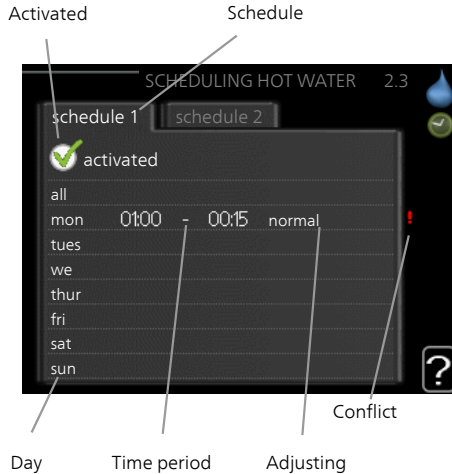 Activated Schedule
SCHEDULING HOT WATER 2.3
schedule 1 schedule 2
activated
all
mon 01:00 - 00:15 normal !
tues
we
thur
fri
sat
sun
?
Conflict
Day Time period Adjusting